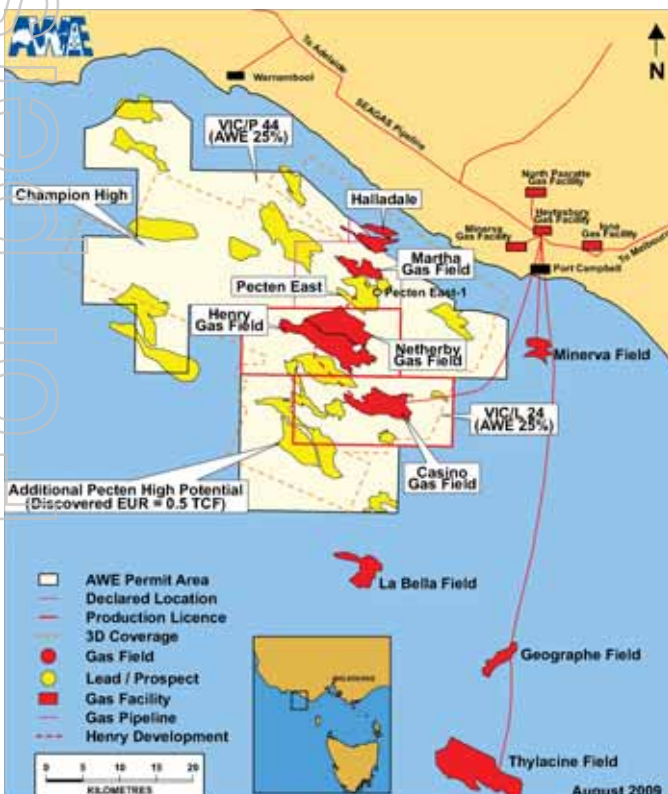 AWE
To Adelaide
N
Warrnambool
SEAGAS Pipeline
VIC/P 44
(AWE 25%)
North Paaratte
Gas Facility
Champion High
Halladale
Heytesbury
Gas Facility
Minerva
Gas Facility
Iona
Gas Facility
To Melbourne
Martha
Gas Field
Port Campbell
Pecten East
Pecten East-1
Henry
Gas Field
Netherby
Gas Field
Minerva Field
VIC/L 24
(AWE 25%)
Casino
Gas Field
Additional Pecten High Potential
(Discovered EUR = 0.5 TCF)
AWE Permit Area
Declared Location
Production Licence
3D Coverage
Gas Field
Lead / Prospect
Gas Facility
Gas Pipeline
Henry Development
La Bella Field
Geographe Field
MELBOURNE
Thylacine Field
0 5 10 15 20
KILOMETRES
August 2009